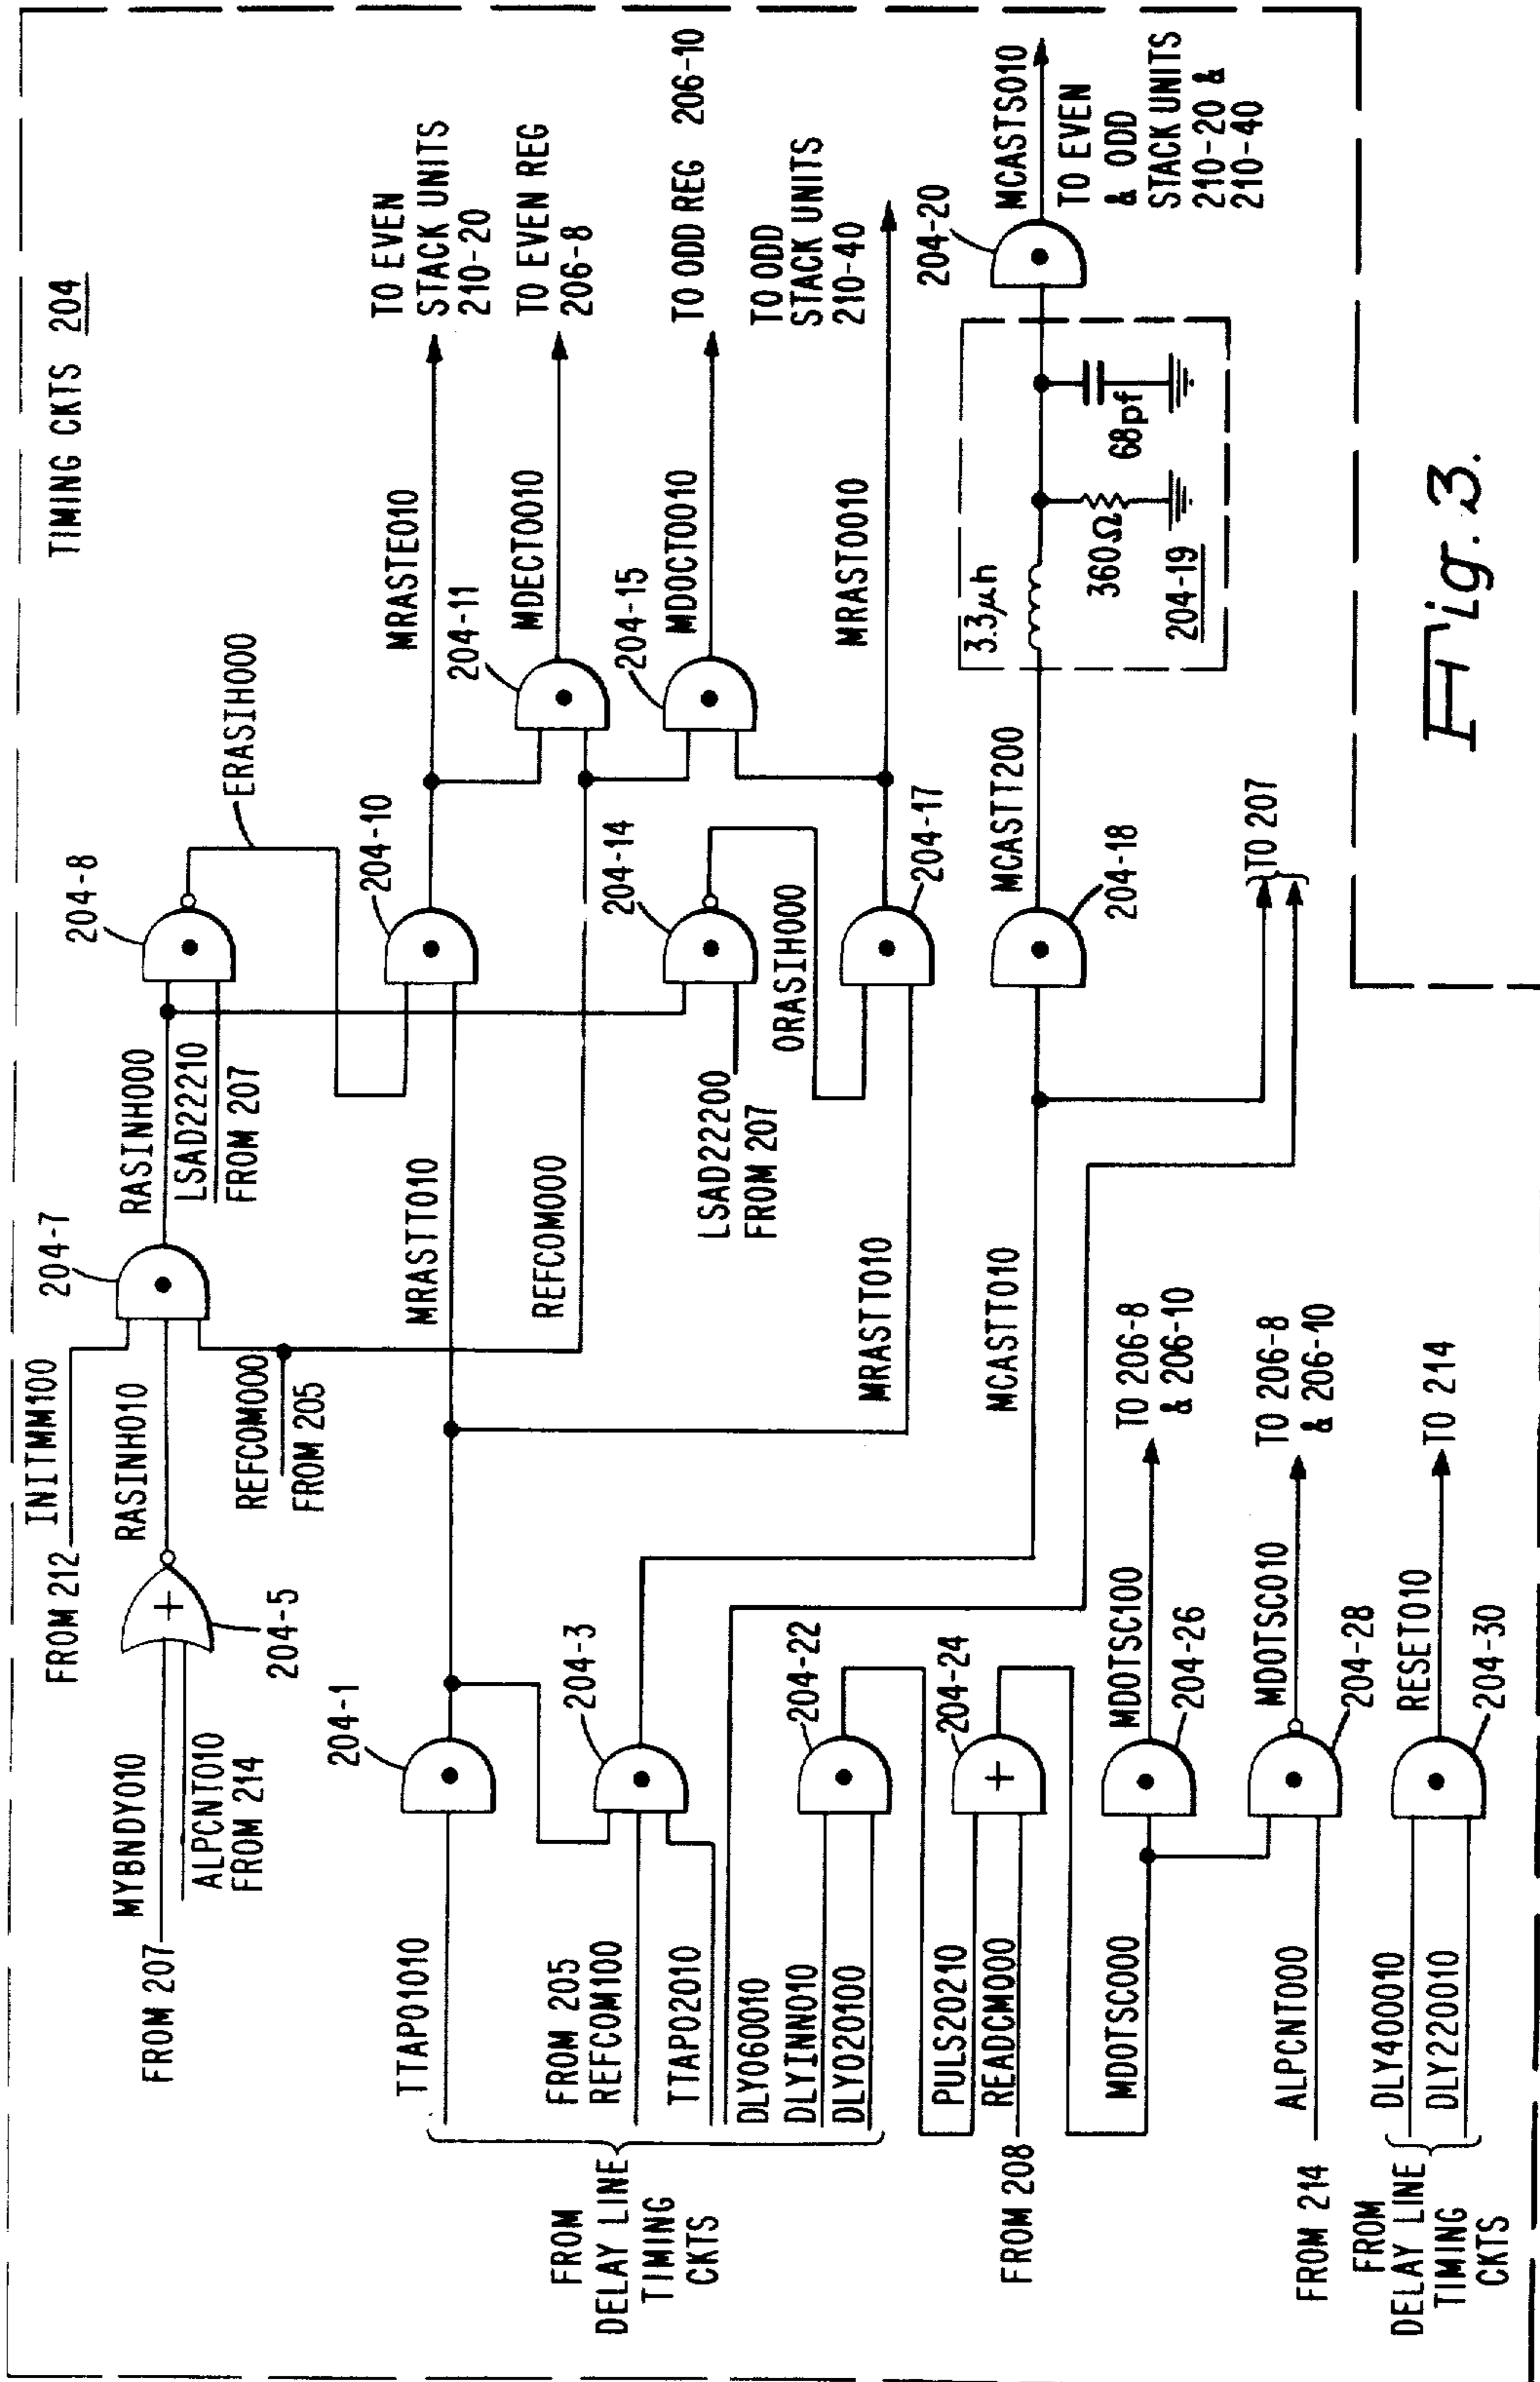 TIMING CKTS 204
FROM 212
INITMM100
204-7
RASINH000
LSAD22210
FROM 207
204-8
ERASIH000
FROM 207
MYBNDY010
ALPCNT010
FROM 214
204-5
RASINH010
REFCOM000
FROM 205
TTAP01010
204-1
MRASTT010
204-10
MRASTE010
TO EVEN
STACK UNITS
210-20
204-11
MDECT0010
TO EVEN REG
206-8
REFCOM000
204-14
LSAD22200
FROM 207
ORASIH000
204-15
MDOCT0010
TO ODD REG 206-10
MRASTT010
204-17
MRAST0010
TO ODD
STACK UNITS
210-40
FROM
DELAY LINE
TIMING
CKTS
FROM 205
REFCOM100
TTAP02010
204-3
MCASTT010
204-18
MCASTT200
3.3µh
360Ω
68pf
204-19
204-20
MCASTS010
TO EVEN
& ODD
STACK UNITS
210-20 &
210-40
DLY060010
TO 207
DLYINN010
DLY020100
204-22
PULS20210
READCM000
FROM 208
204-24
MDOTSC000
MDOTSC100
204-26
TO 206-8
& 206-10
FROM 214
ALPCNT000
MDOTSC010
204-28
TO 206-8
& 206-10
FROM
DELAY LINE
TIMING
CKTS
DLY400010
DLY220010
RESET010
204-30
TO 214
Fig. 3.